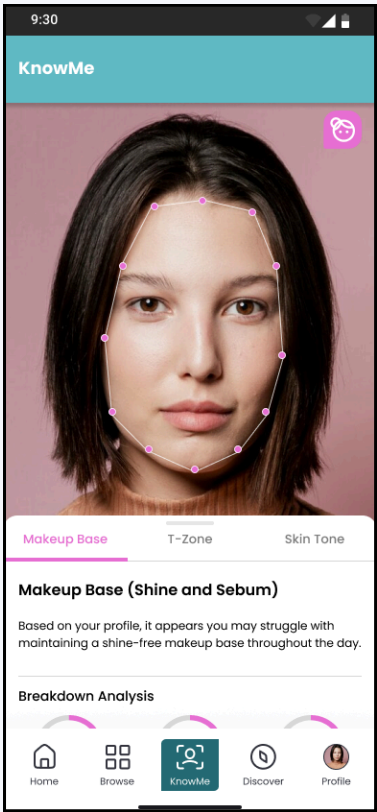 9:30
KnowMe
Makeup Base
T-Zone
Skin Tone
Makeup Base (Shine and Sebum)
Based on your profile, it appears you may struggle with
maintaining a shine-free makeup base throughout the day.
Breakdown Analysis
Home
Browse
KnowMe
Discover
Profile